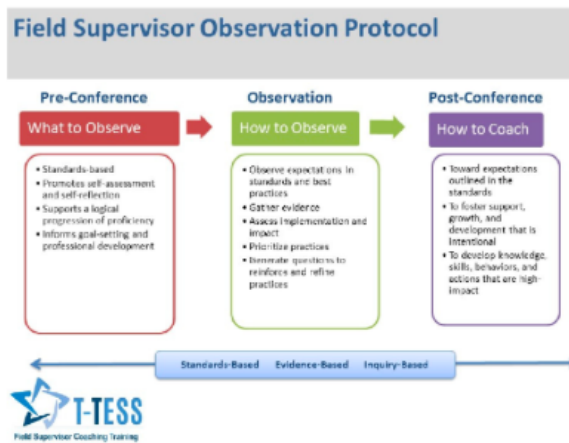 Field Supervisor Observation Protocol
Pre-Conference
What to Observe
• Standards-based
• Promotes self-assessment
and self-reflection
• Supports a logical
progression of proficiency
• Informs goal-setting and
professional development
Observation
How to Observe
• Observe expectations in
standards and best
practices
• Gather evidence
• Assess implementation and
impact
• Prioritize practices
• Generate questions to
reinforce and refine
practices
Post-Conference
How to Coach
• Toward expectations
outlined in the
standards
• To foster support,
growth, and
development that is
intentional
• To develop knowledge,
skills, behaviors, and
actions that are high-
impact
Standards-Based Evidence-Based Inquiry-Based
T-TESS
Field Supervisor Coaching Training